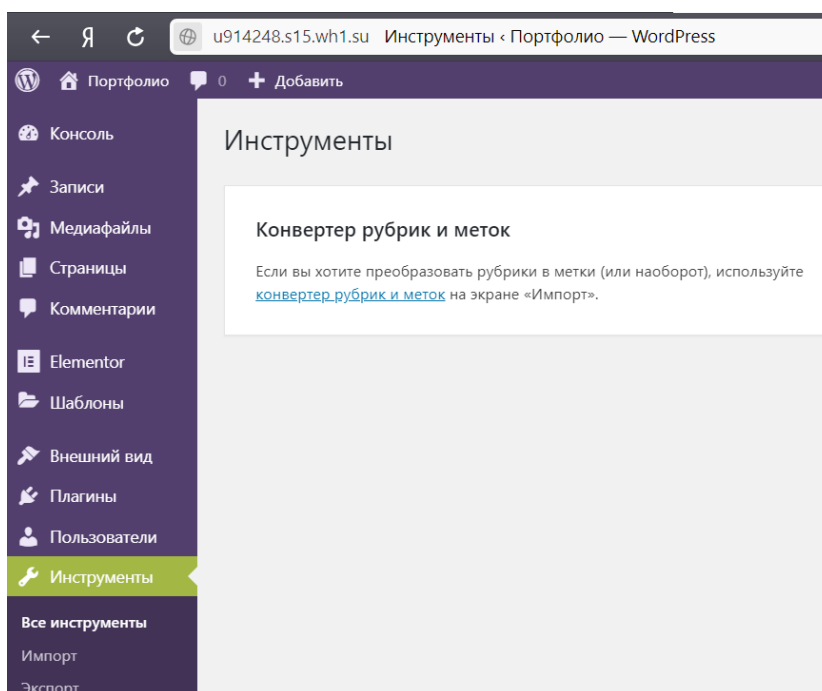 Я u914248.s15.wh1.su Инструменты ‹ Портфолио — WordPress
Портфолио 0 Добавить
Консоль
Записи
Медиафайлы
Страницы
Комментарии
Elementor
Шаблоны
Внешний вид
Плагины
Пользователи
Инструменты
Все инструменты
Импорт
Экспорт
Инструменты
Конвертер рубрик и меток
Если вы хотите преобразовать рубрики в метки (или наоборот), используйте
конвертер рубрик и меток на экране «Импорт».